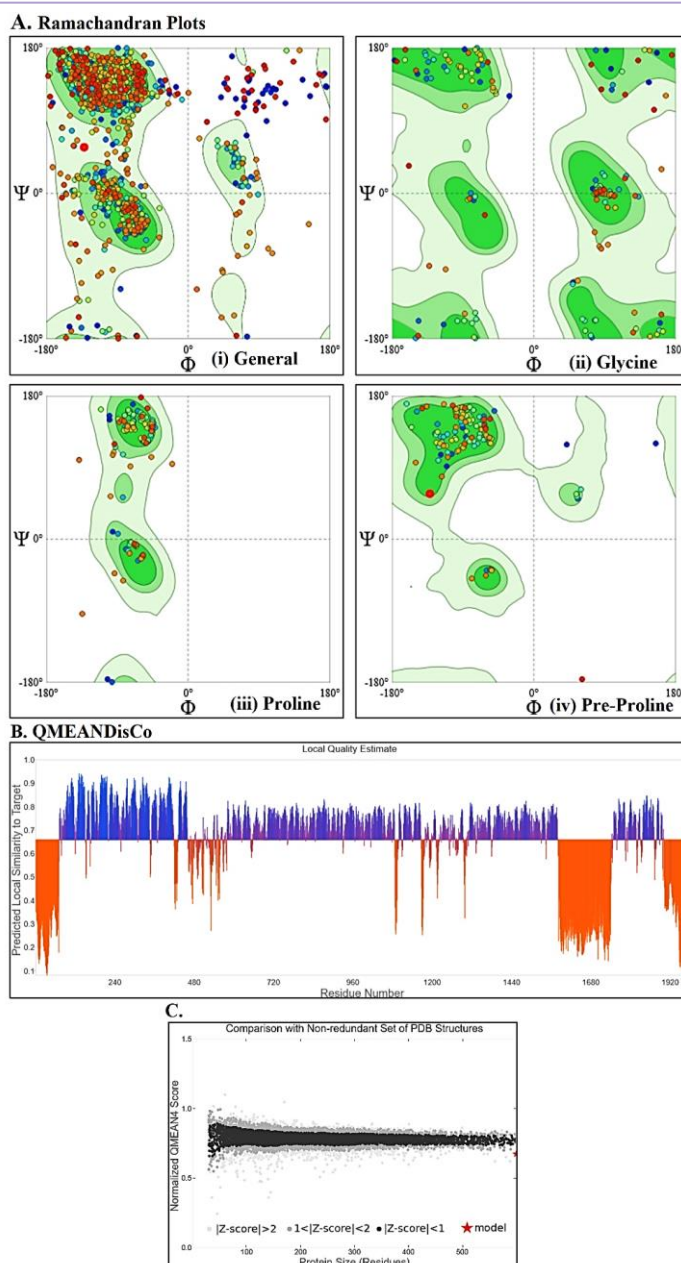 A. Ramachandran Plots
180°
Ψ 0°
-180°
-180° 0° 180°
Φ (i) General
180°
Ψ 0°
-180°
-180° 0° 180°
Φ (ii) Glycine
180°
Ψ 0°
-180°
-180° 0° 180°
Φ (iii) Proline
180°
Ψ 0°
-180°
-180° 0° 180°
Φ (iv) Pre-Proline
B. QMEANDisCo
Local Quality Estimate
Predicted Local Similarity to Target
1.0
0.9
0.8
0.7
0.6
0.5
0.4
0.3
0.2
0.1
240 480 720 960 1200 1440 1680 1920
Residue Number
C.
Comparison with Non-redundant Set of PDB Structures
Normalized QMEAN4 Score
1.5
1.0
0.5
0.0
|Z-score|>2 1<|Z-score|<2 |Z-score|<1 model
100 200 300 400 500
Protein Size (Residues)